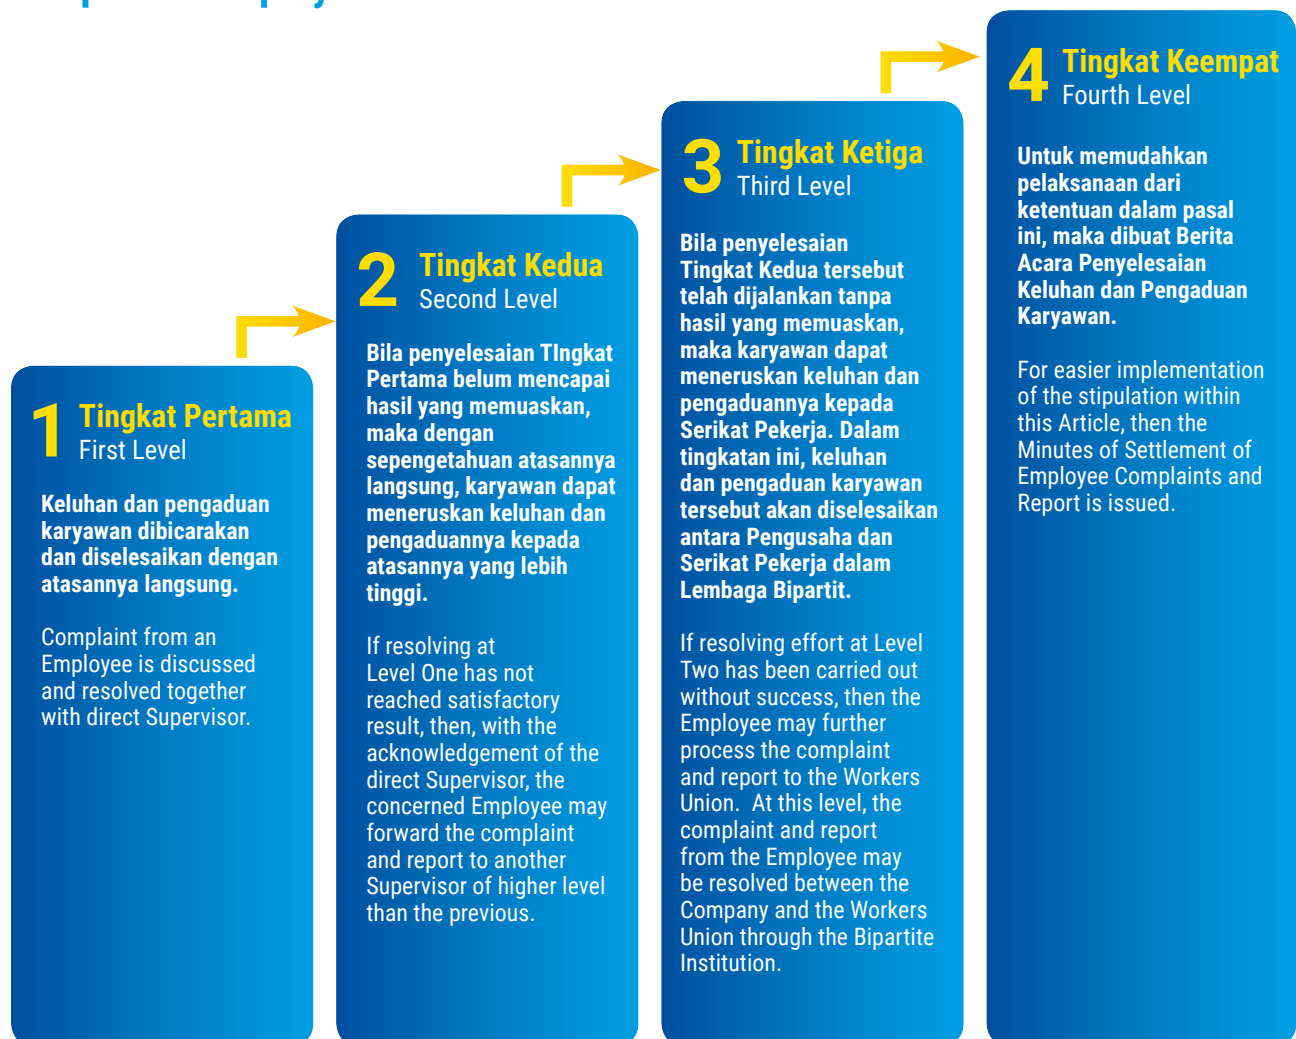 1
Tingkat Pertama
First Level
Keluhan dan pengaduan
karyawan dibicarakan
dan diselesaikan dengan
atasannya langsung.
Complaint from an
Employee is discussed
and resolved together
with direct Supervisor.
2
Tingkat Kedua
Second Level
Bila penyelesaian TIngkat
Pertama belum mencapai
hasil yang memuaskan,
maka dengan
sepengetahuan atasannya
langsung, karyawan dapat
meneruskan keluhan dan
pengaduannya kepada
atasannya yang lebih
tinggi.
If resolving at
Level One has not
reached satisfactory
result, then, with the
acknowledgement of the
direct Supervisor, the
concerned Employee may
forward the complaint
and report to another
Supervisor of higher level
than the previous.
3
Tingkat Ketiga
Third Level
Bila penyelesaian
Tingkat Kedua tersebut
telah dijalankan tanpa
hasil yang memuaskan,
maka karyawan dapat
meneruskan keluhan dan
pengaduannya kepada
Serikat Pekerja. Dalam
tingkatan ini, keluhan
dan pengaduan karyawan
tersebut akan diselesaikan
antara Pengusaha dan
Serikat Pekerja dalam
Lembaga Bipartit.
If resolving effort at Level
Two has been carried out
without success, then the
Employee may further
process the complaint
and report to the Workers
Union.  At this level, the
complaint and report
from the Employee may
be resolved between the
Company and the Workers
Union through the Bipartite
Institution.
4
Tingkat Keempat
Fourth Level
Untuk memudahkan
pelaksanaan dari
ketentuan dalam pasal
ini, maka dibuat Berita
Acara Penyelesaian
Keluhan dan Pengaduan
Karyawan.
For easier implementation
of the stipulation within
this Article, then the
Minutes of Settlement of
Employee Complaints and
Report is issued.